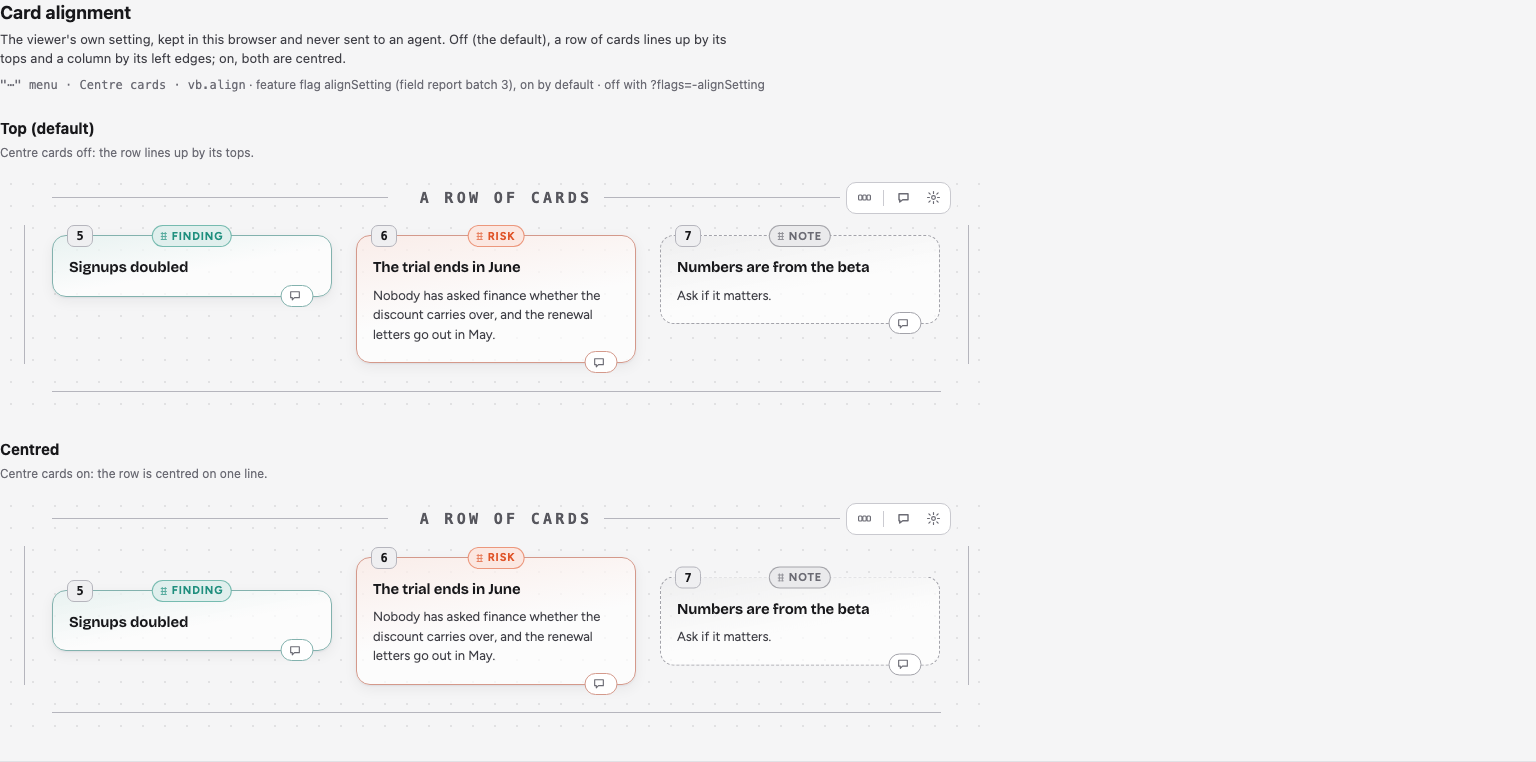 Card alignment
The viewer's own setting, kept in this browser and never sent to an agent. Off (the default), a row of cards lines up by its
tops and a column by its left edges; on, both are centred.
"⋯" menu · Centre cards · vb.align · feature flag alignSetting (field report batch 3), on by default · off with ?flags=-alignSetting
Top (default)
Centre cards off: the row lines up by its tops.
A ROW OF CARDS
5 FINDING
Signups doubled
6 RISK
The trial ends in June
Nobody has asked finance whether the
discount carries over, and the renewal
letters go out in May.
7 NOTE
Numbers are from the beta
Ask if it matters.
Centred
Centre cards on: the row is centred on one line.
A ROW OF CARDS
5 FINDING
Signups doubled
6 RISK
The trial ends in June
Nobody has asked finance whether the
discount carries over, and the renewal
letters go out in May.
7 NOTE
Numbers are from the beta
Ask if it matters.